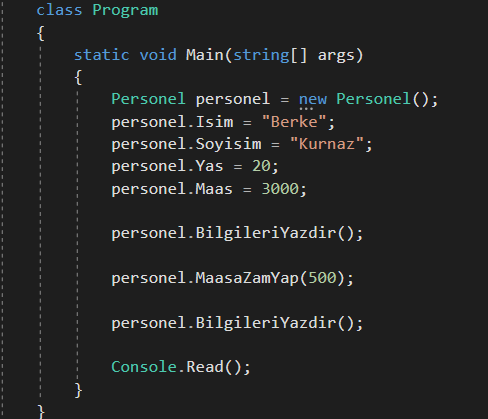 class Program
{
static void Main(string[] args)
{
Personel personel = new Personel();
personel.Isim = "Berke";
personel.Soyisim = "Kurnaz";
personel.Yas = 20;
personel.Maas = 3000;
personel.BilgileriYazdir();
personel.MaasaZamYap(500);
personel.BilgileriYazdir();
Console.Read();
}
}